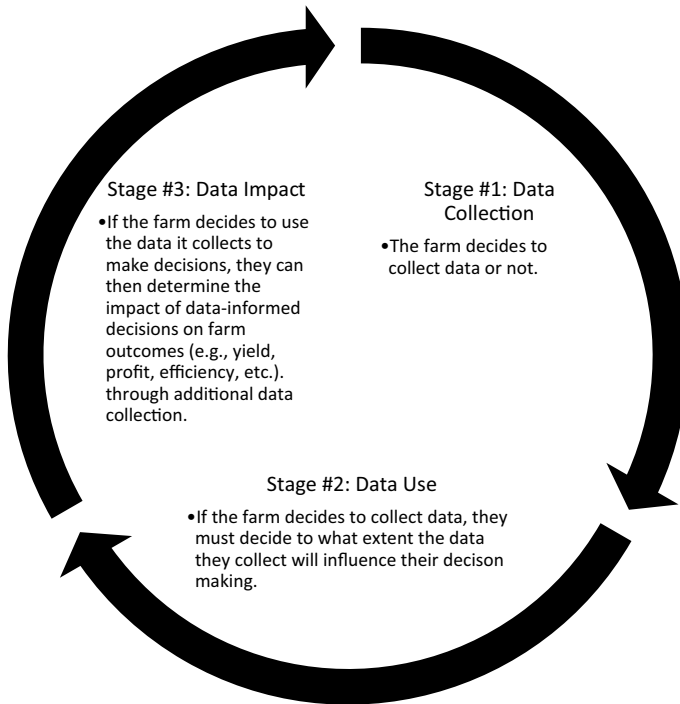 Stage #1: Data
Collection
•The farm decides to
collect data or not.
Stage #2: Data Use
•If the farm decides to collect data, they
must decide to what extent the data
they collect will influence their decison
making.
Stage #3: Data Impact
•If the farm decides to use
the data it collects to
make decisions, they can
then determine the
impact of data-informed
decisions on farm
outcomes (e.g., yield,
profit, efficiency, etc.).
through additional data
collection.